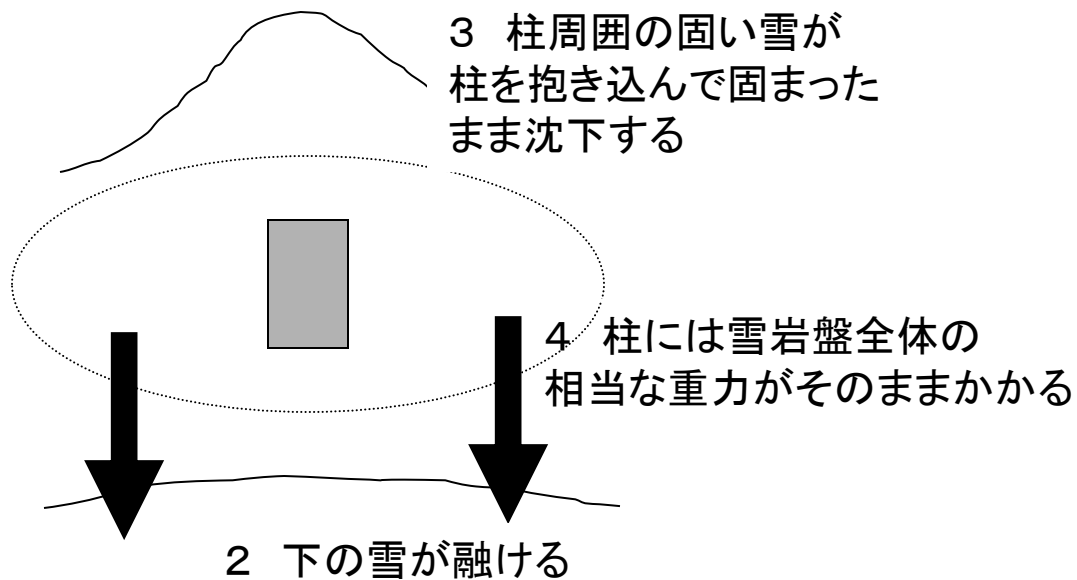 ３　柱周囲の固い雪が
柱を抱き込んで固まった
まま沈下する
４　柱には雪岩盤全体の
相当な重力がそのままかかる
２　下の雪が融ける